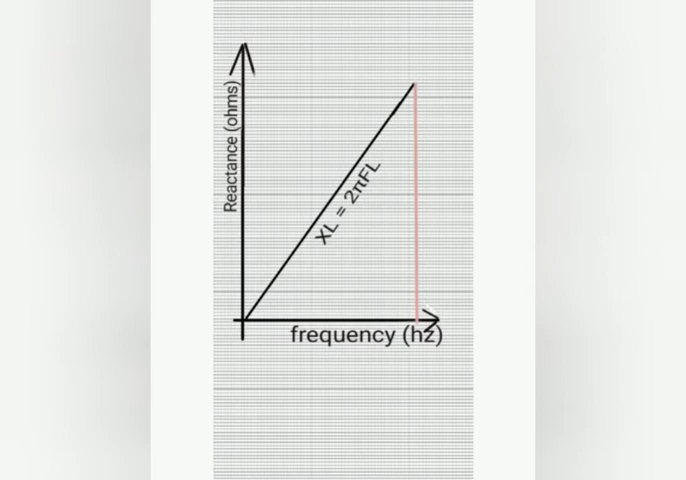 Reactance (ohms)
XL = 2πFL
frequency (hz)